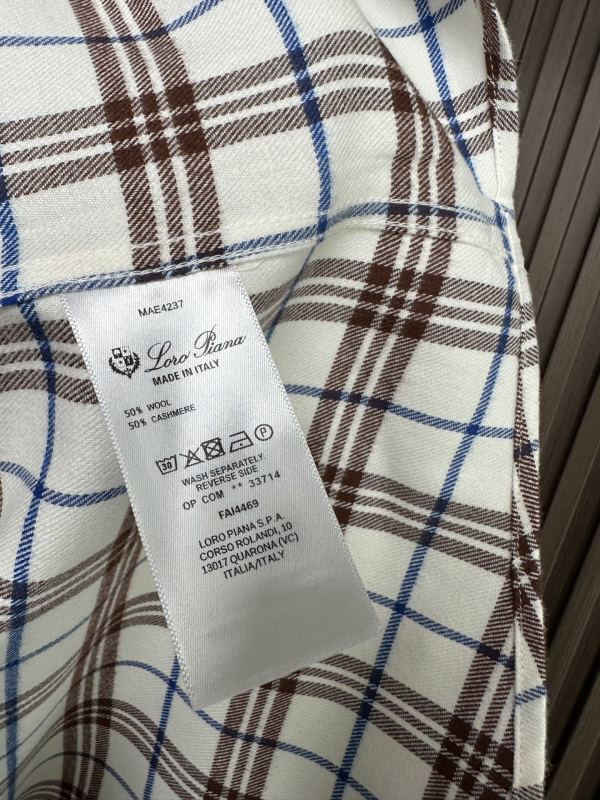 MAE4237
Loro Piana
MADE IN ITALY
50% WOOL
50% CASHMERE
30 P
WASH SEPARATELY.
REVERSE SIDE
OP COM ** 33714
FAI4469
LORO PIANA S.P.A.
CORSO ROLANDI, 10
13017 QUARONA (VC)
ITALIA/ITALY